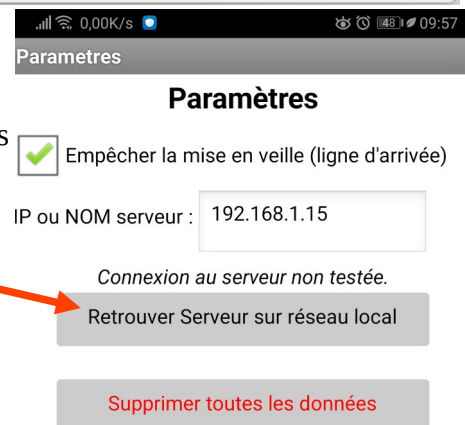 0,00K/s 48 09:57
Parametres
Paramètres
s
Empêcher la mise en veille (ligne d'arrivée)
IP ou NOM serveur : 192.168.1.15
Connexion au serveur non testée.
Retrouver Serveur sur réseau local
Supprimer toutes les données